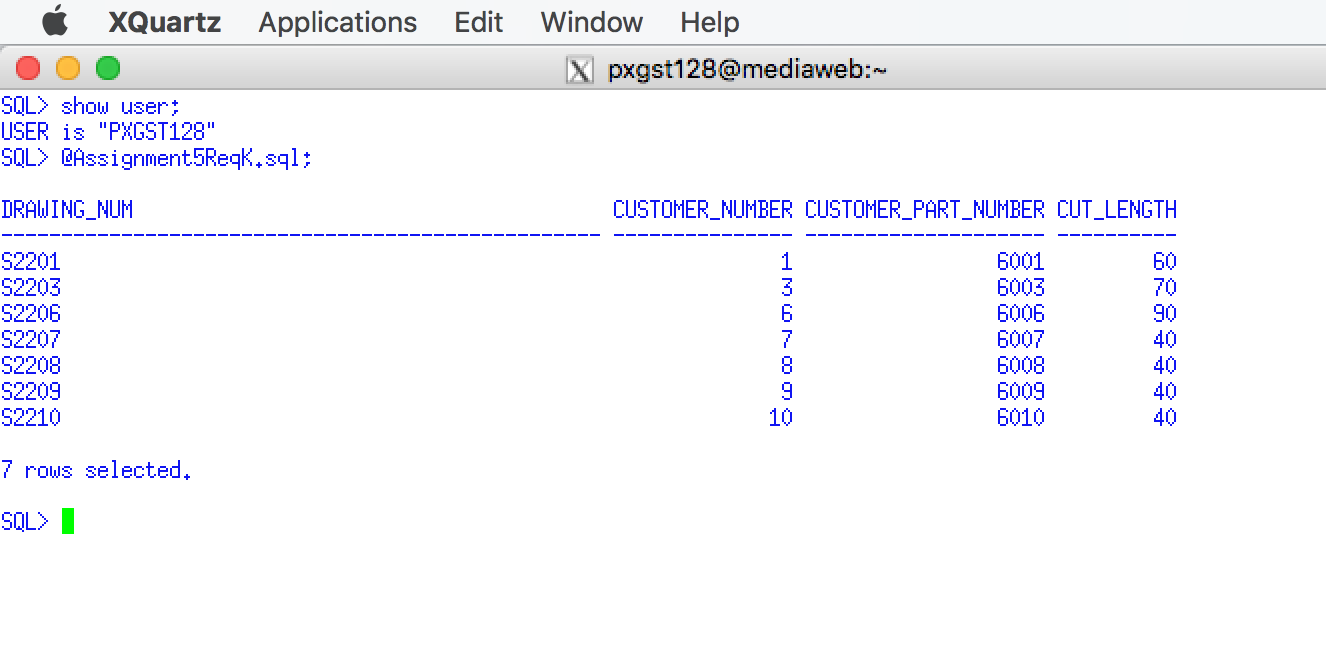 XQuartz Applications Edit Window Help
pxgst128@mediaweb:~
SQL> show user;
USER is "PXGST128"
SQL> @Assignment5ReqK.sql;
DRAWING_NUM CUSTOMER_NUMBER CUSTOMER_PART_NUMBER CUT_LENGTH
-------------------------------------------------- --------------- -------------------- ----------
S2201 1 6001 60
S2203 3 6003 70
S2206 6 6006 90
S2207 7 6007 40
S2208 8 6008 40
S2209 9 6009 40
S2210 10 6010 40
7 rows selected.
SQL>